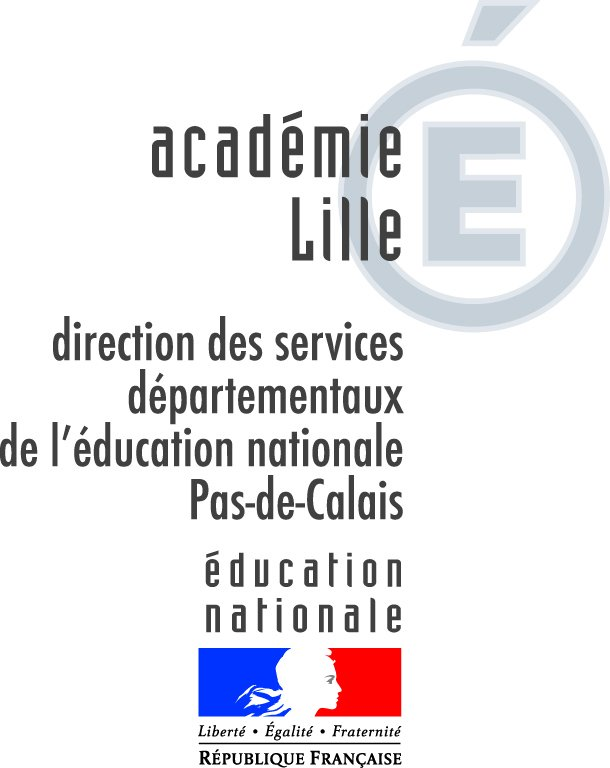 académie
Lille
É
direction des services
départementaux
de l'éducation nationale
Pas-de-Calais
éducation
nationale
Liberté • Égalité • Fraternité
RÉPUBLIQUE FRANÇAISE